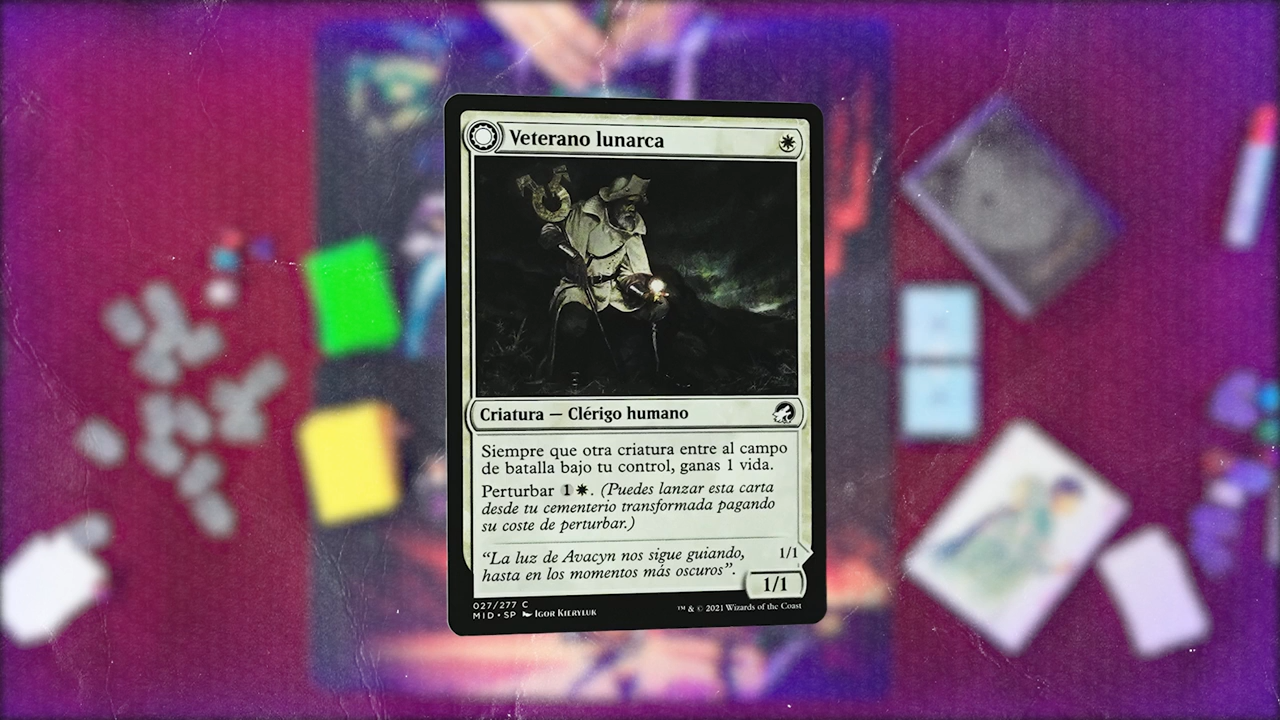 Veterano lunarca
Criatura — Clérigo humano
Siempre que otra criatura entre al campo
de batalla bajo tu control, ganas 1 vida.
Perturbar 1. (Puedes lanzar esta carta
desde tu cementerio transformada pagando
su coste de perturbar.)
“La luz de Avacyn nos sigue guiando,
hasta en los momentos más oscuros”.
1/1
1/1
027/277 C
MID • SP Igor Kieryluk
™ & © 2021 Wizards of the Coast